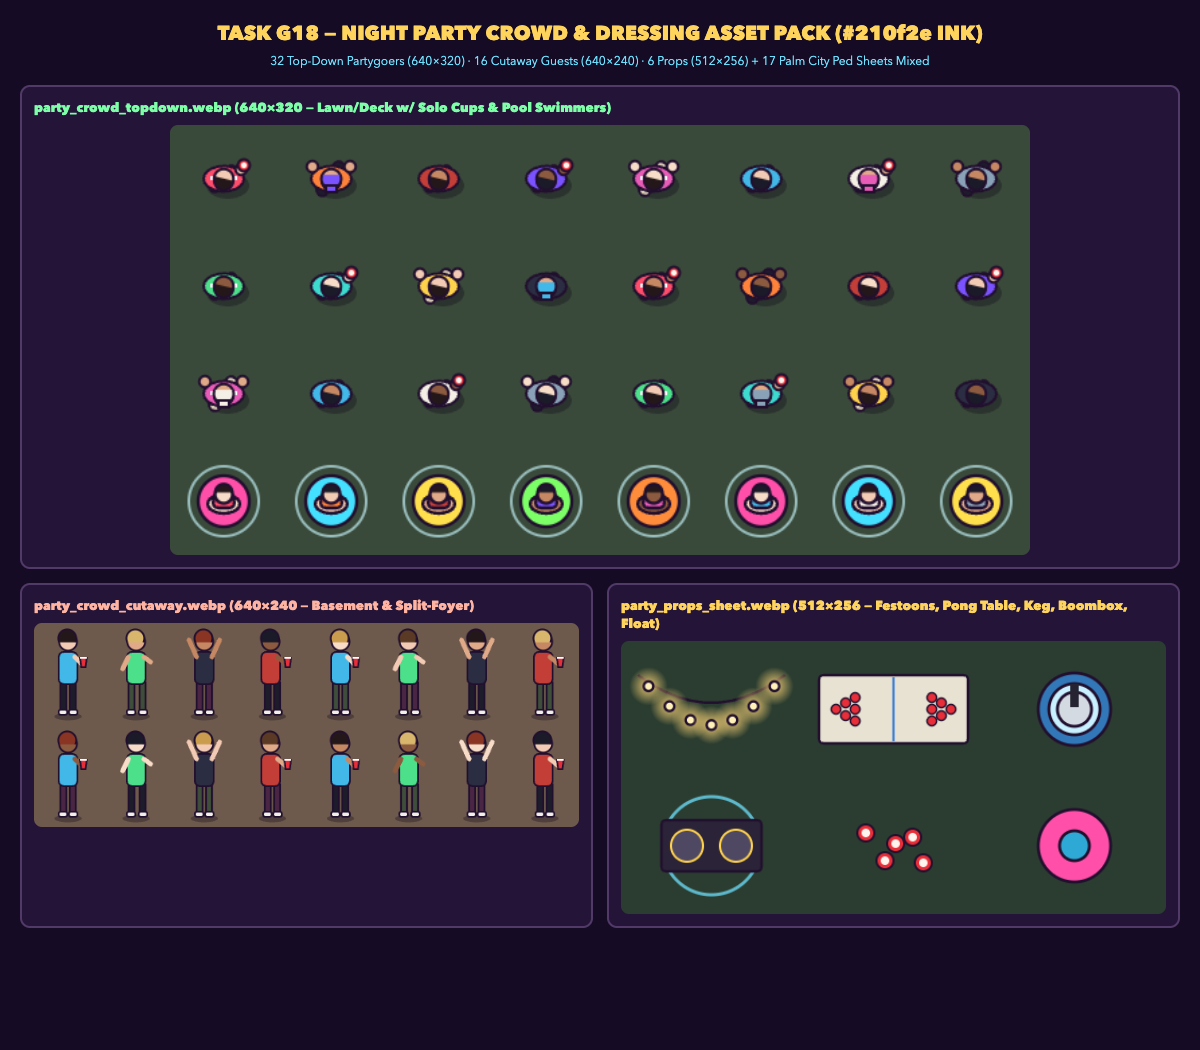 TASK G18 – NIGHT PARTY CROWD & DRESSING ASSET PACK (#210f2e INK)
32 Top-Down Partygoers (640×320) · 16 Cutaway Guests (640×240) · 6 Props (512×256) + 17 Palm City Ped Sheets Mixed
party_crowd_topdown.webp (640×320 – Lawn/Deck w/ Solo Cups & Pool Swimmers)
party_crowd_cutaway.webp (640×240 – Basement & Split-Foyer)
party_props_sheet.webp (512×256 – Festoons, Pong Table, Keg, Boombox,
Float)